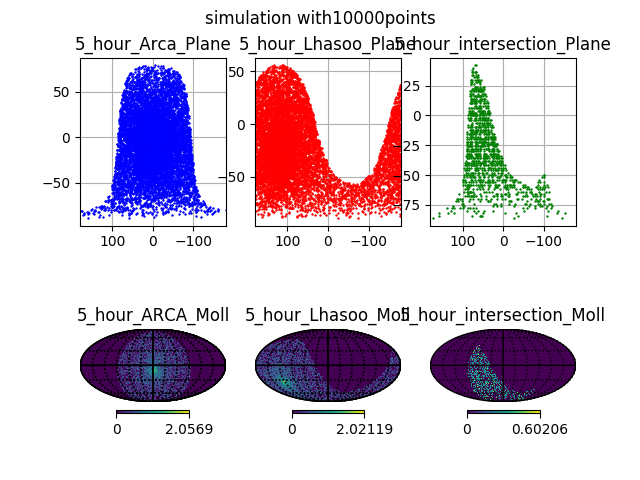 simulation with10000points
5_hour_Arca_Plane
5_hour_Lhasoo_Plane
5_hour_intersection_Plane
50
0
−50
100 0 −100
50
0
−50
100 0 −100
25
0
−25
−50
−75
100 0 −100
5_hour_ARCA_Moll
5_hour_Lhasoo_Moll
5_hour_intersection_Moll
0 2.0569
0 2.02119
0 0.60206